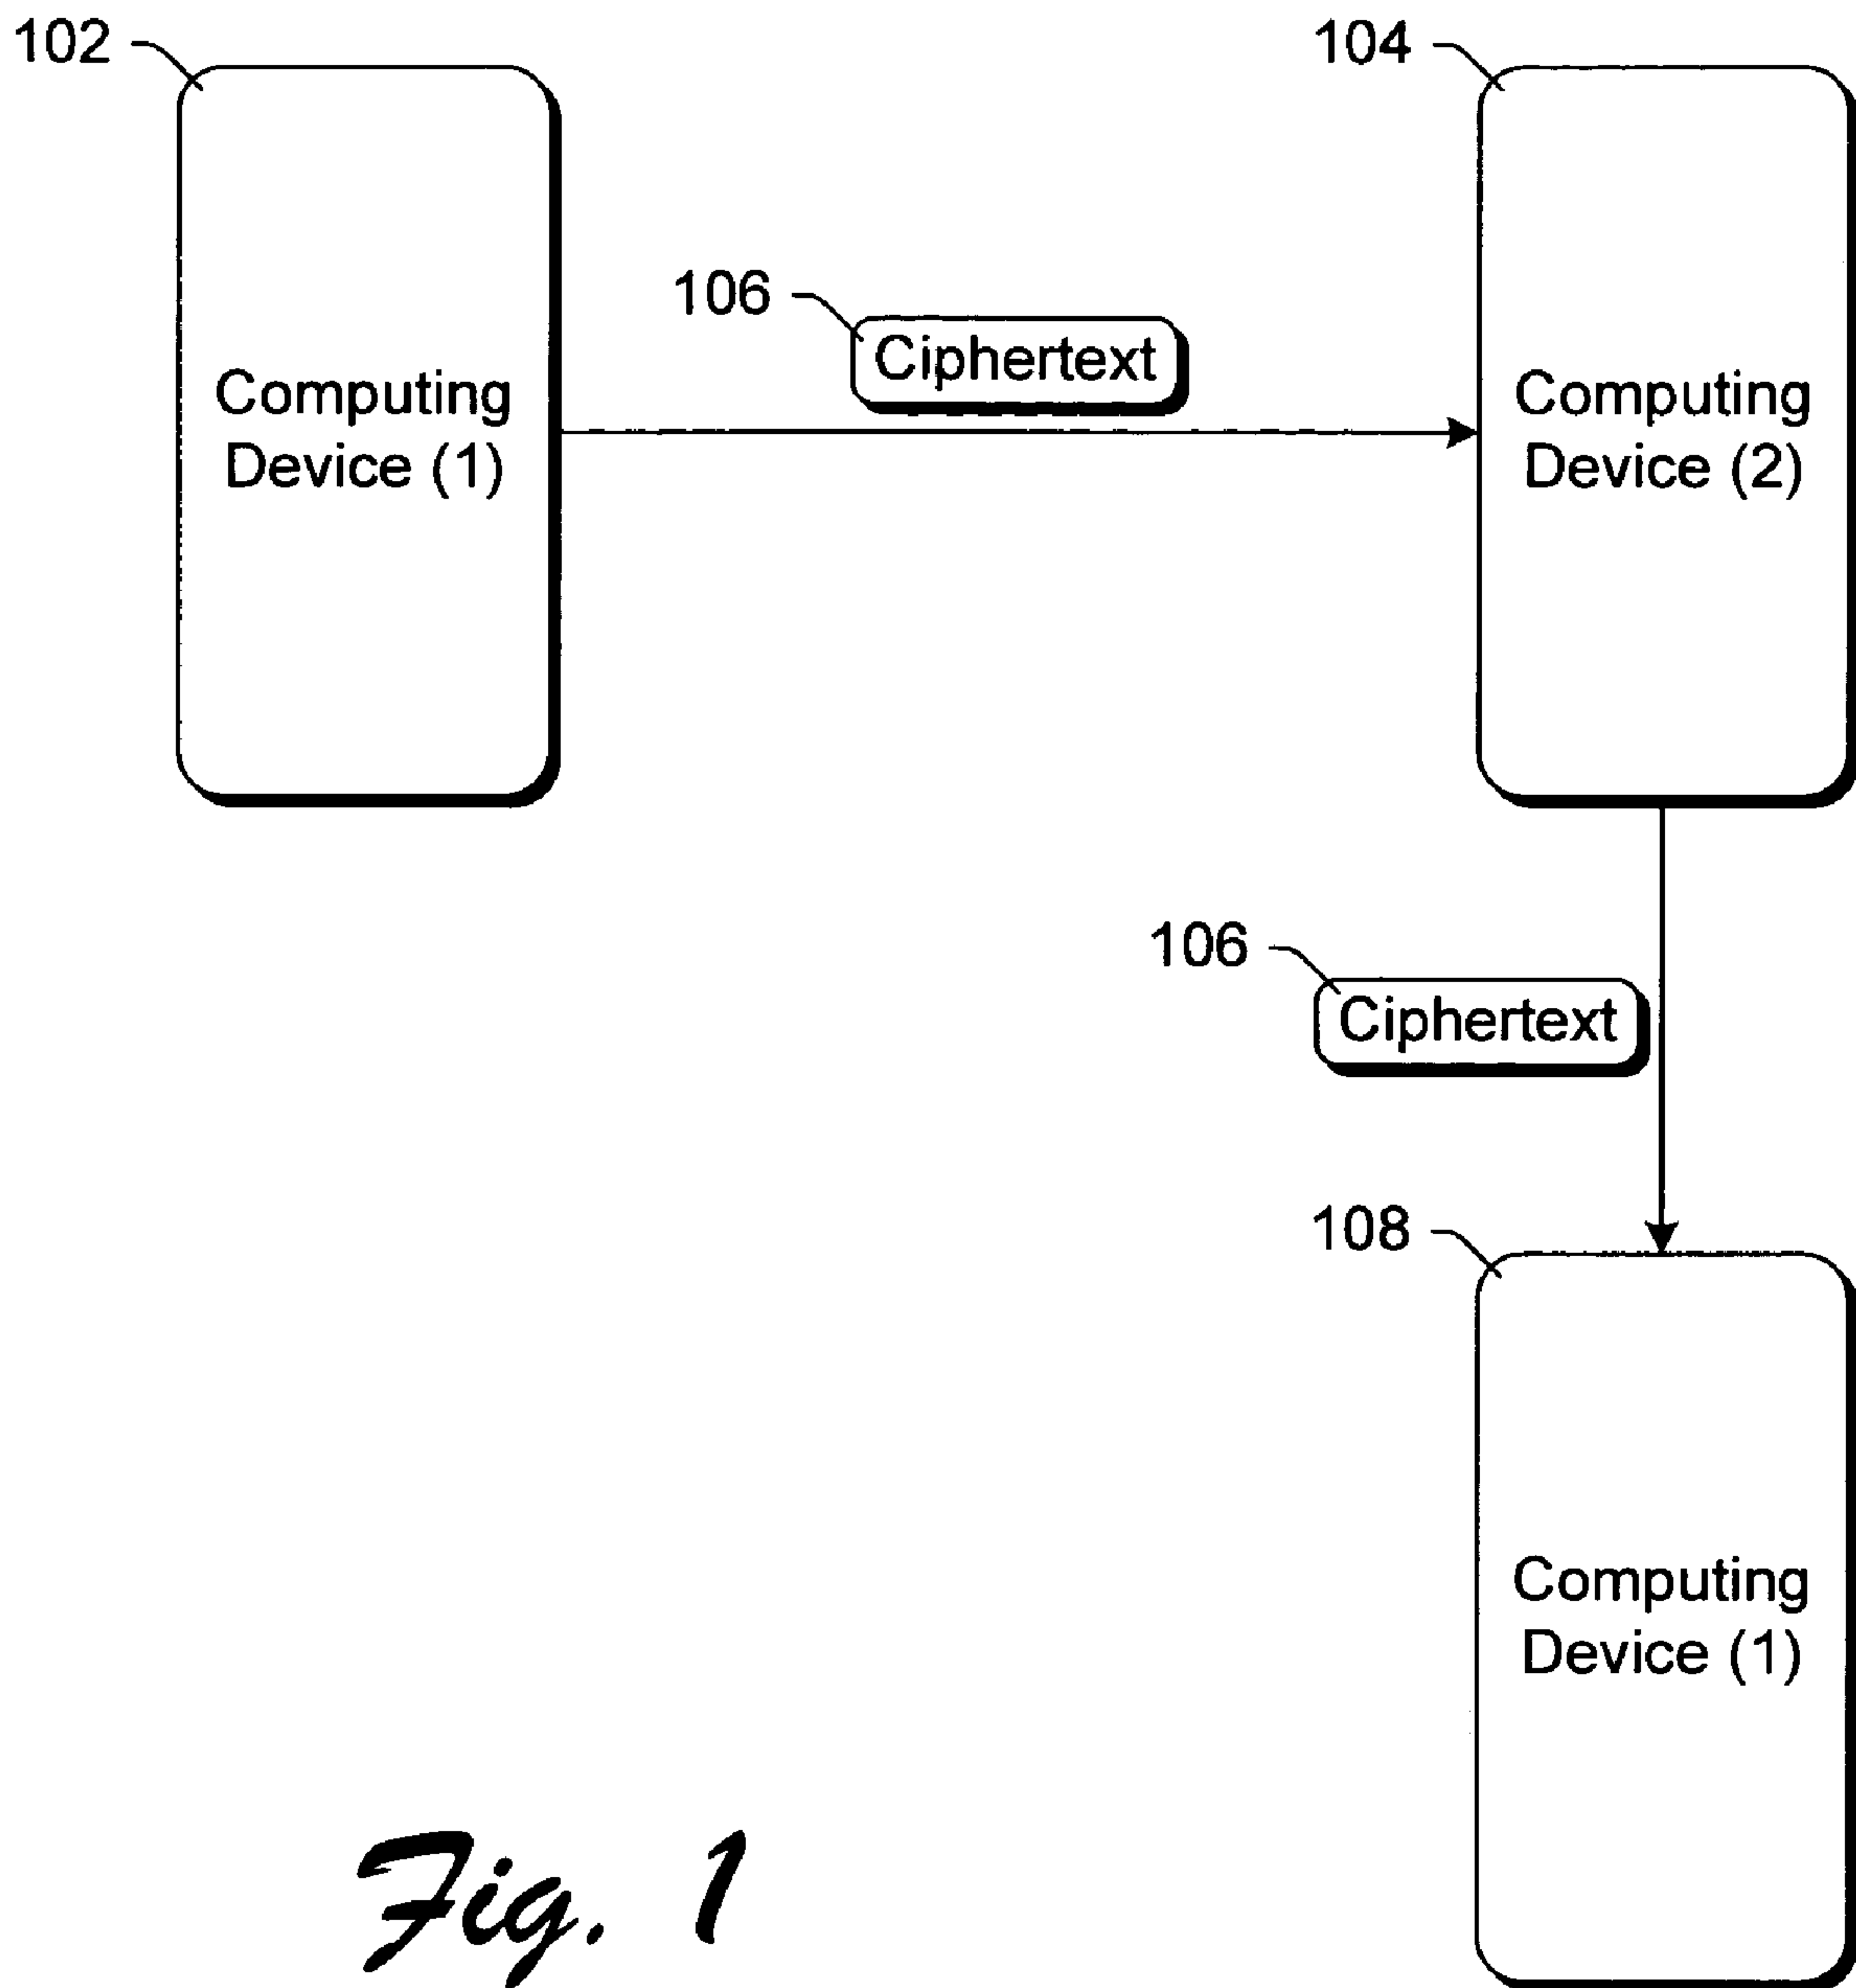 102
104
106
Ciphertext
Computing
Device (1)
Computing
Device (2)
106
Ciphertext
108
Computing
Device (1)
Fig. 1